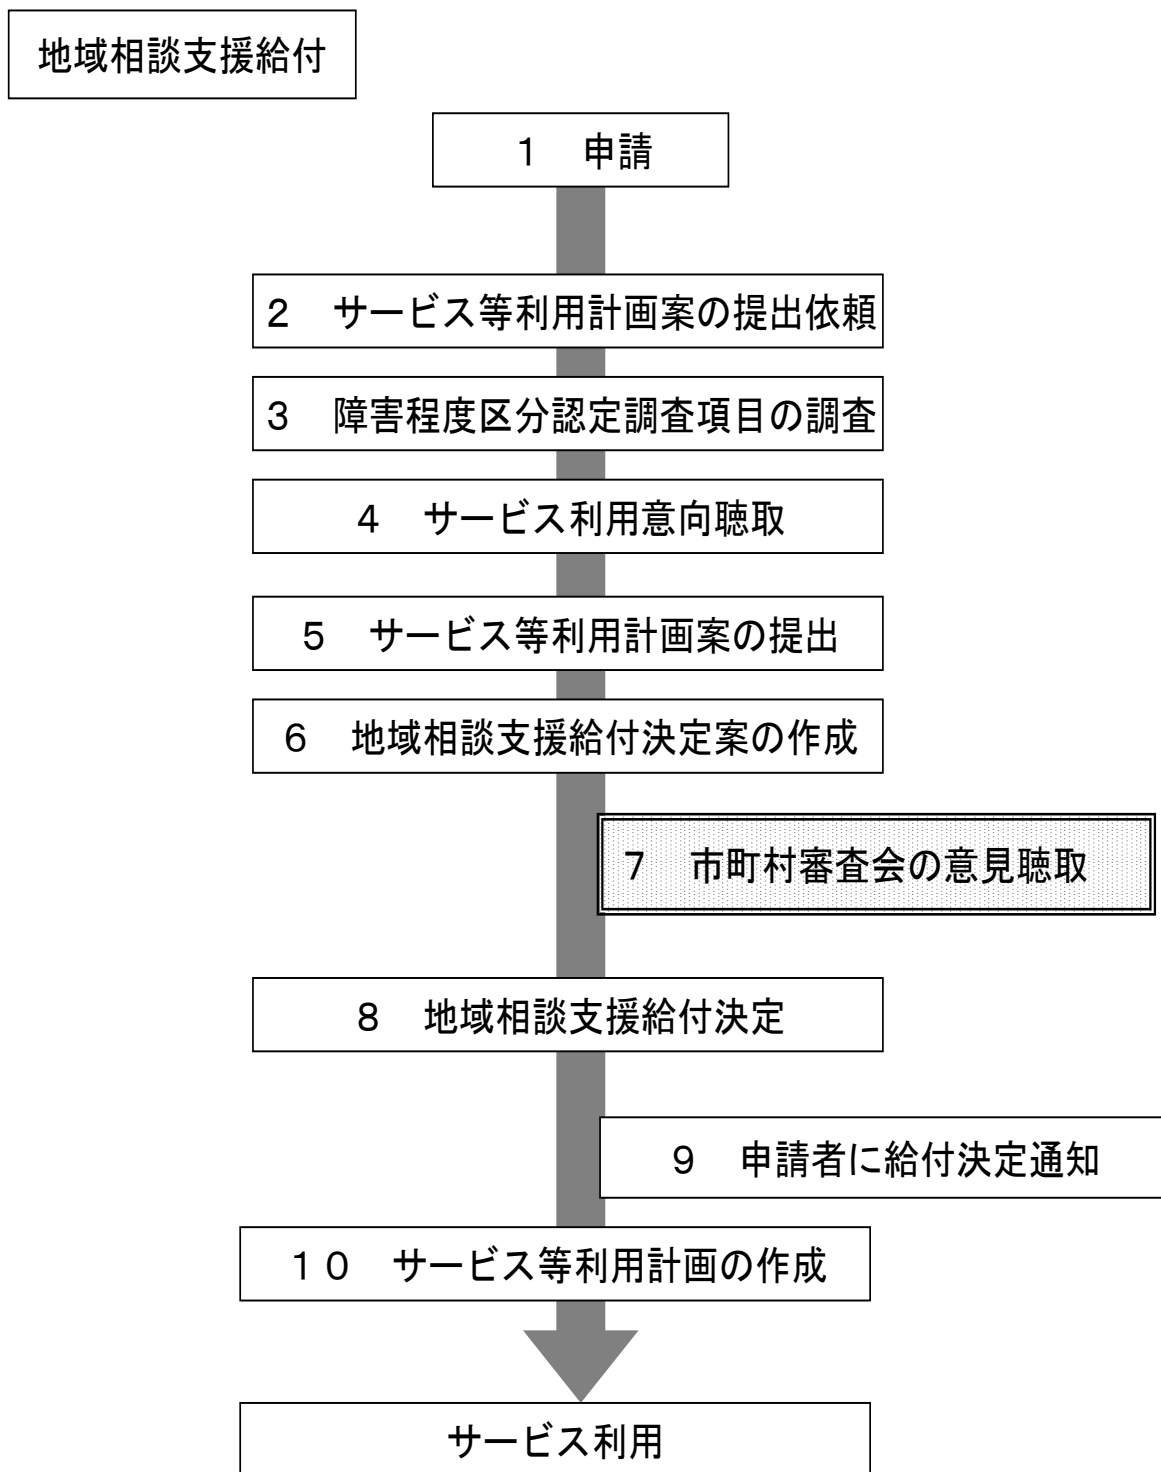 地域相談支援給付
１　申請
２　サービス等利用計画案の提出依頼
３　障害程度区分認定調査項目の調査
４　サービス利用意向聴取
５　サービス等利用計画案の提出
６　地域相談支援給付決定案の作成
７　市町村審査会の意見聴取
８　地域相談支援給付決定
９　申請者に給付決定通知
１０　サービス等利用計画の作成
サービス利用